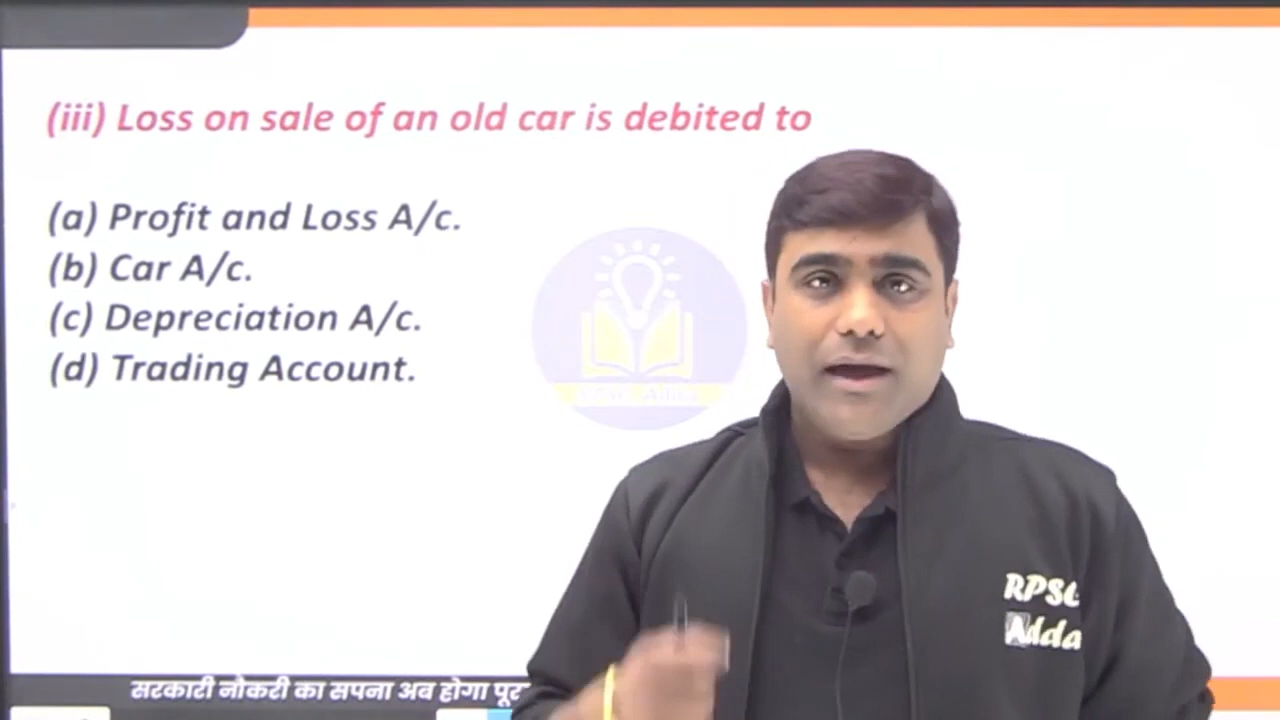 (iii) Loss on sale of an old car is debited to
(a) Profit and Loss A/c.
(b) Car A/c.
(c) Depreciation A/c.
(d) Trading Account.
Adda
सरकारी नोकरी का सपना अब होगा